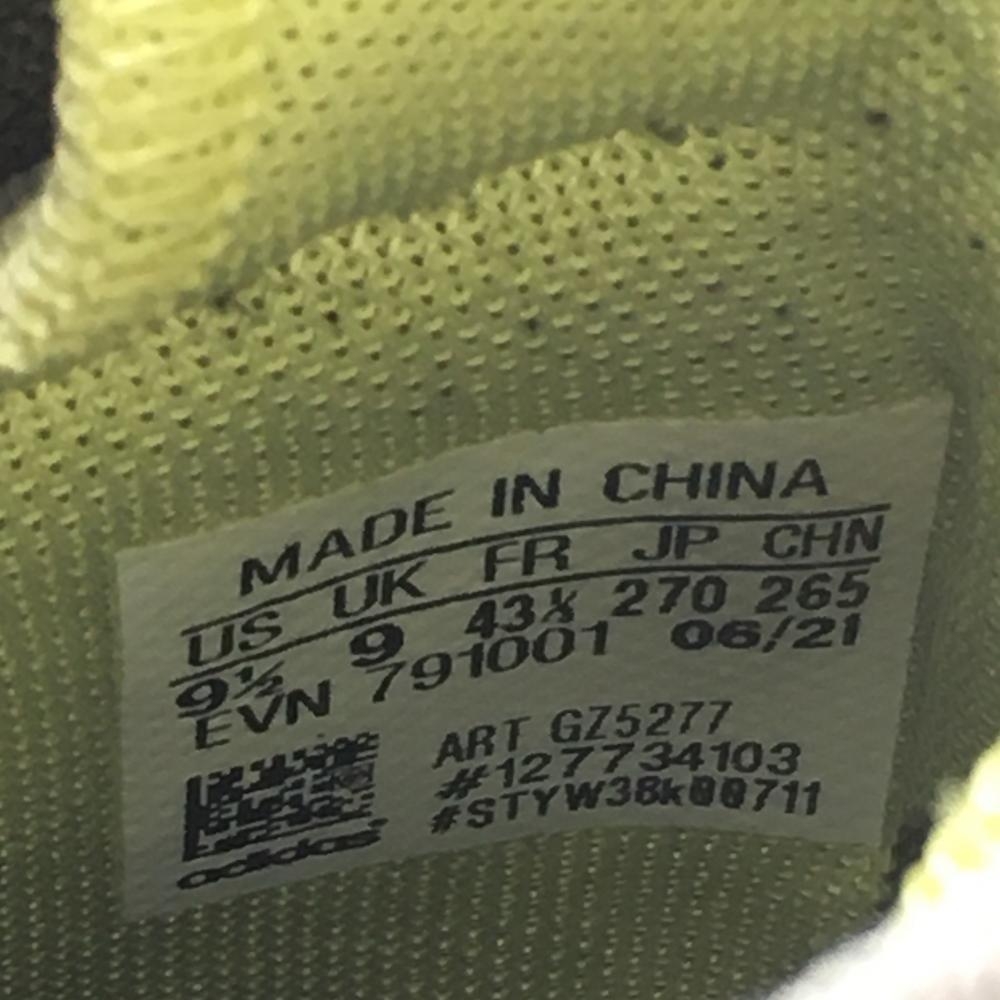 MADE IN CHINA
US UK FR JP CHN
9½ 9 43⅓ 270 265
EVN 791001 06/21
ART GZ5277
#127734103
#STYW38k00711
adidas